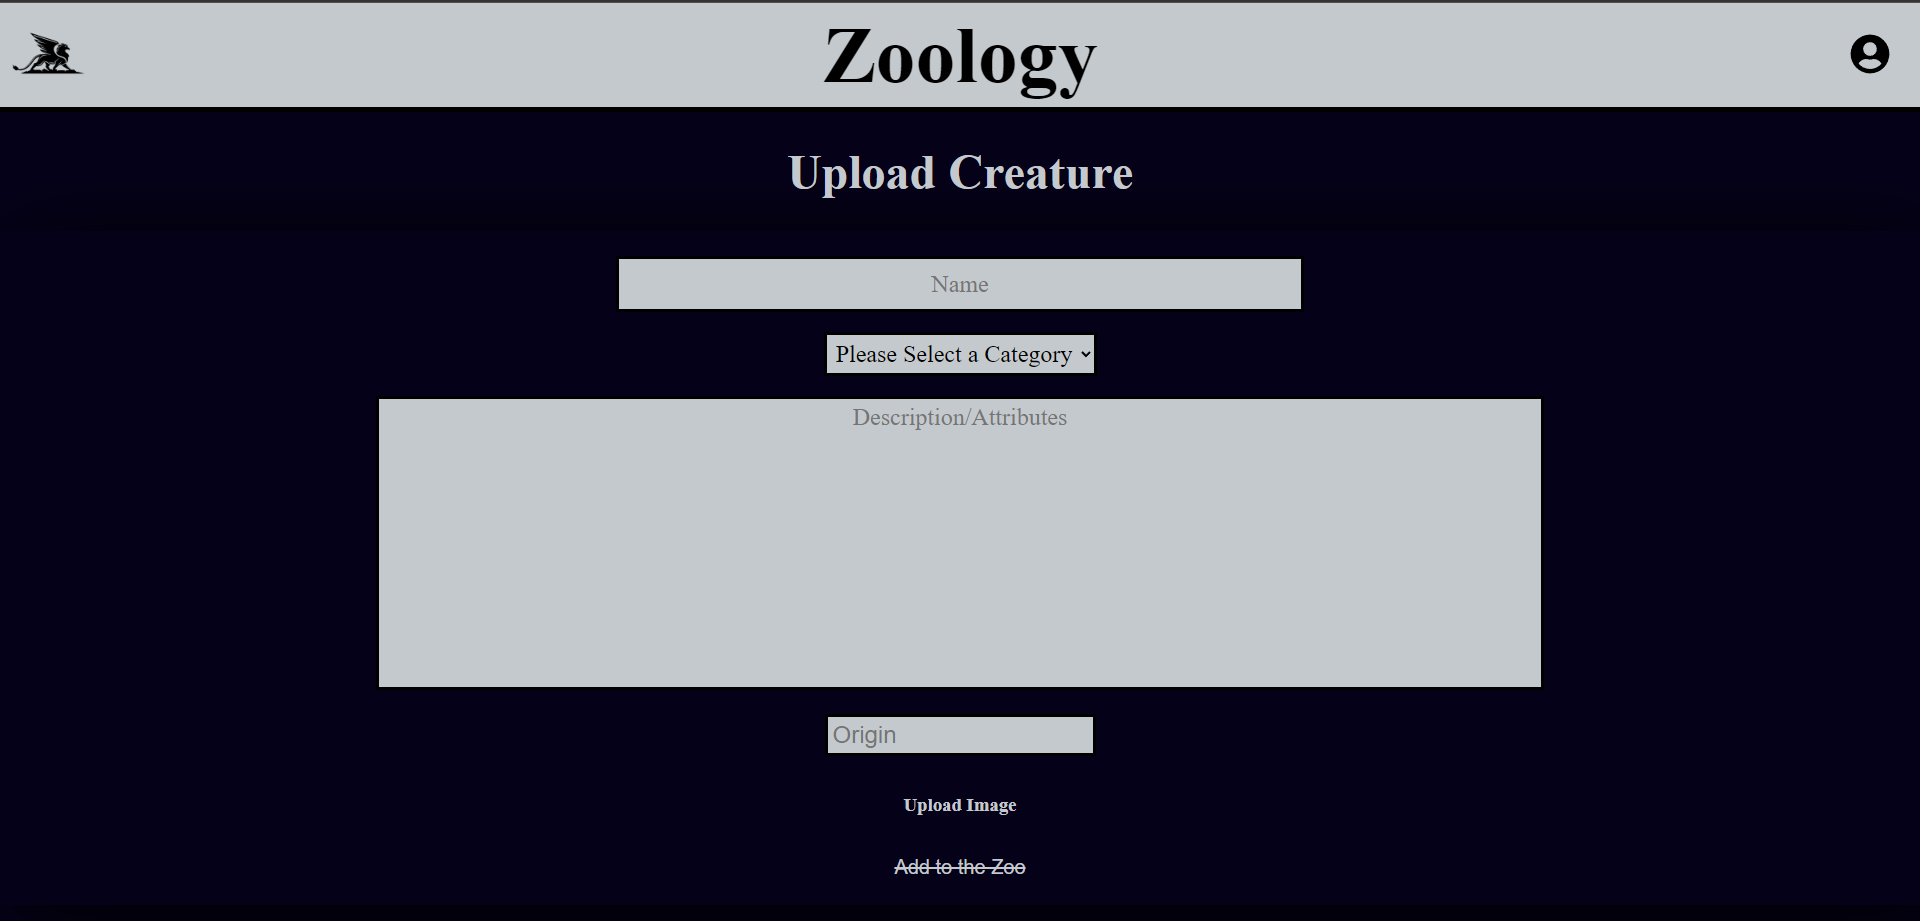 Zoology
Upload Creature
Name
Please Select a Category
Description/Attributes
Origin
Upload Image
Add to the Zoo